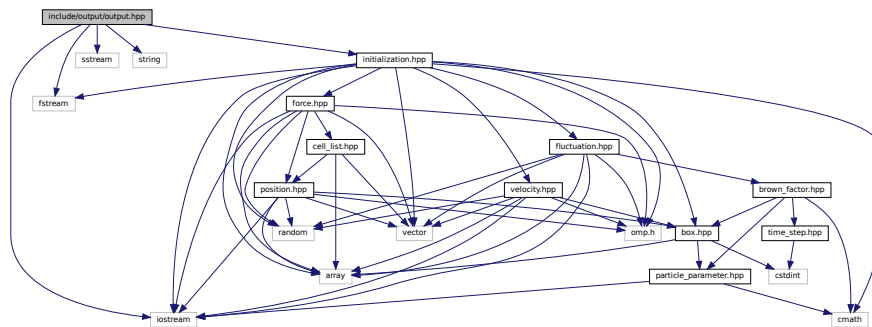 include/output/output.hpp
sstream
string
initialization.hpp
fstream
force.hpp
cell_list.hpp
fluctuation.hpp
position.hpp
velocity.hpp
brown_factor.hpp
random
vector
omp.h
box.hpp
time_step.hpp
array
particle_parameter.hpp
cstdint
iostream
cmath